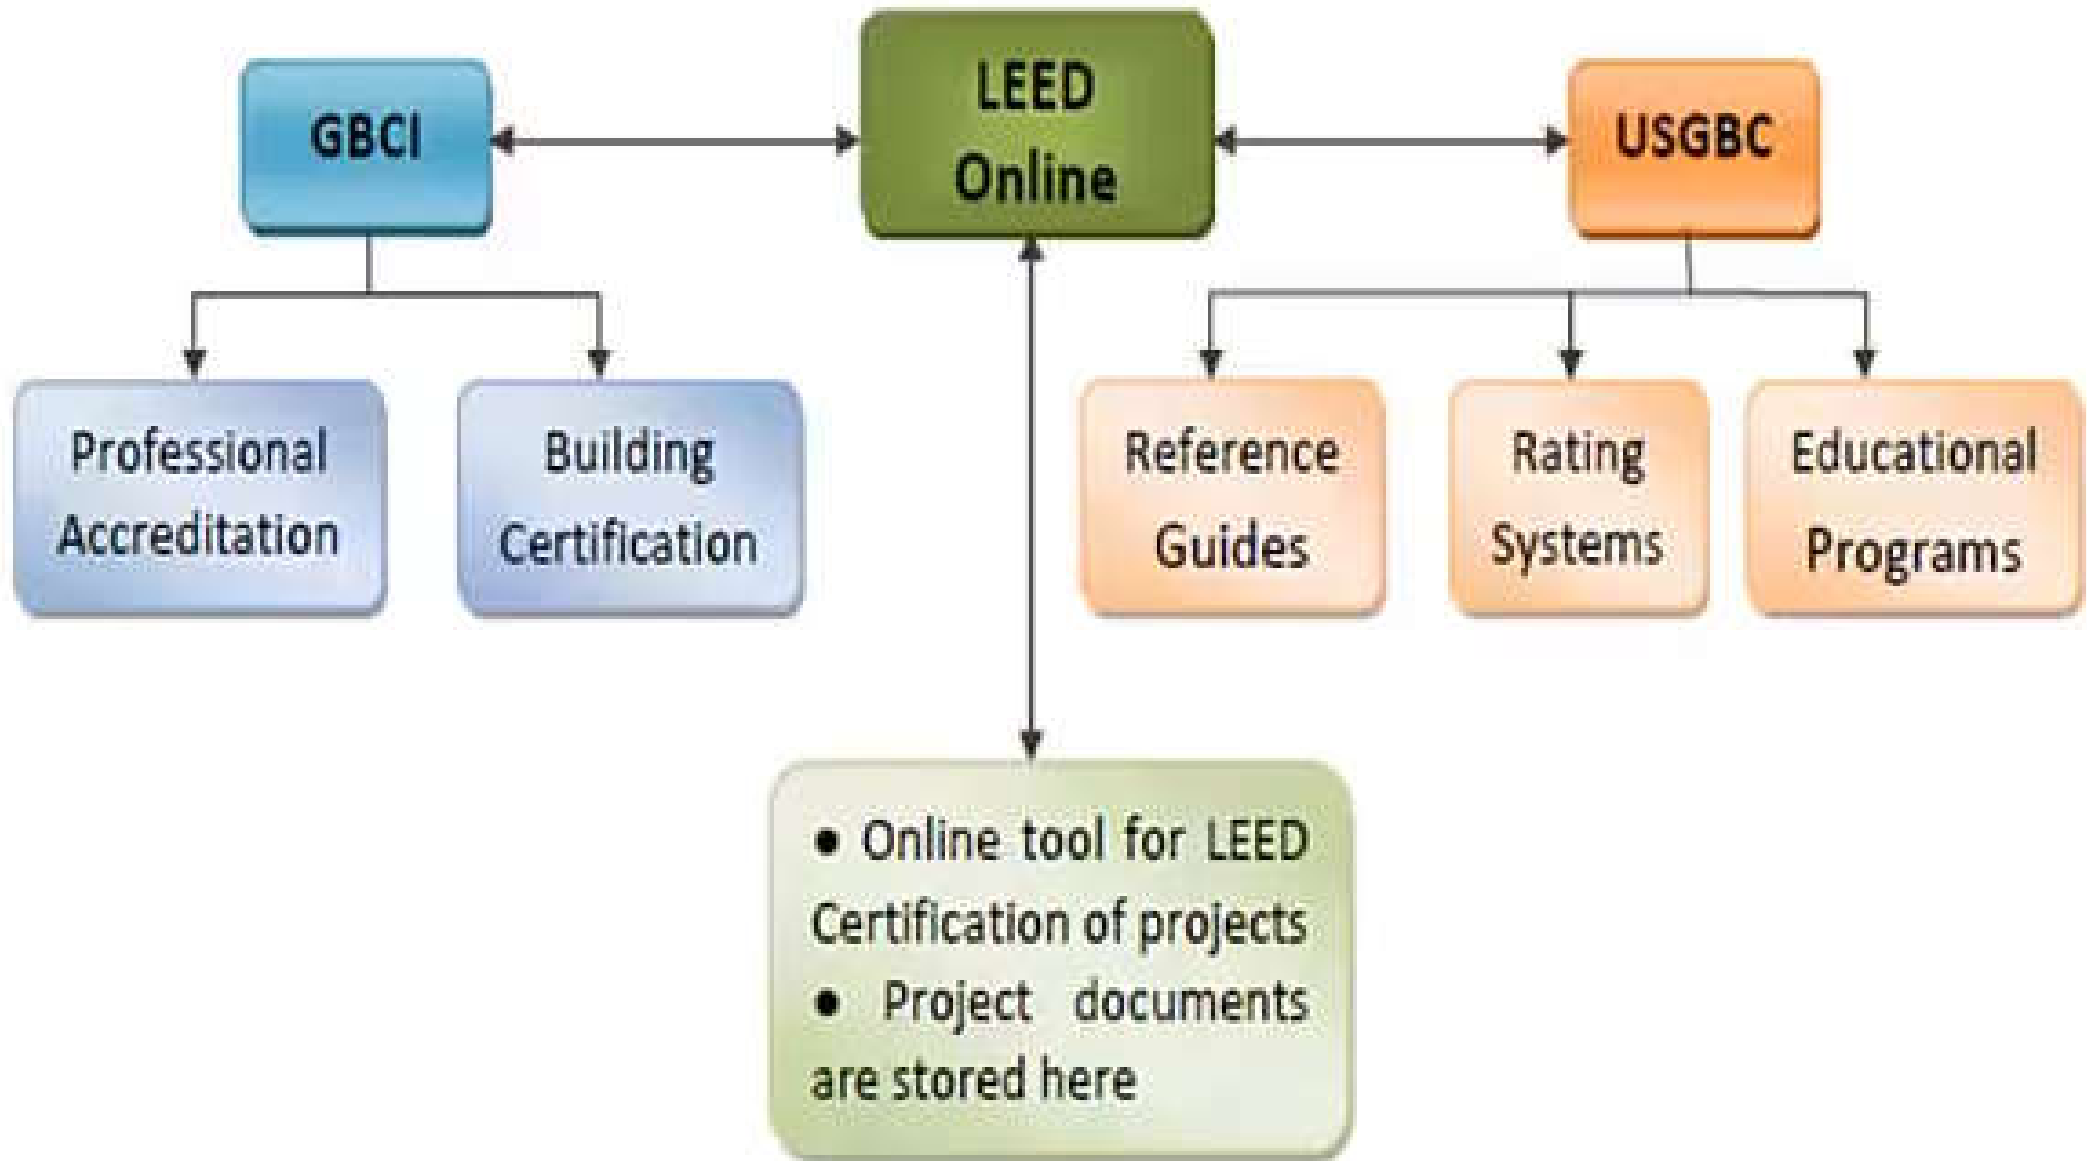 GBCI
LEED
Online
USGBC
Professional
Accreditation
Building
Certification
Reference
Guides
Rating
Systems
Educational
Programs
● Online tool for LEED
Certification of projects
● Project documents
are stored here